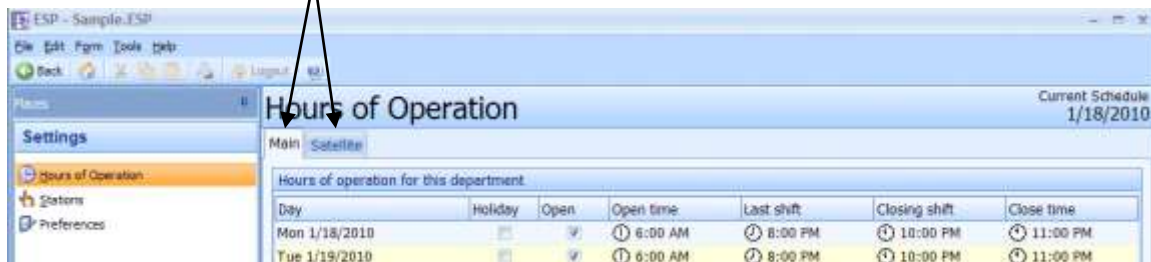 ESP - Sample.ESP
File Edit Form Tools Help
Back Logout
Places
Hours of Operation
Current Schedule
1/18/2010
Settings
Main Satellite
Hours of Operation
Stations
Preferences
Hours of operation for this department
Day Holiday Open Open time Last shift Closing shift Close time
Mon 1/18/2010 6:00 AM 8:00 PM 10:00 PM 11:00 PM
Tue 1/19/2010 6:00 AM 8:00 PM 10:00 PM 11:00 PM